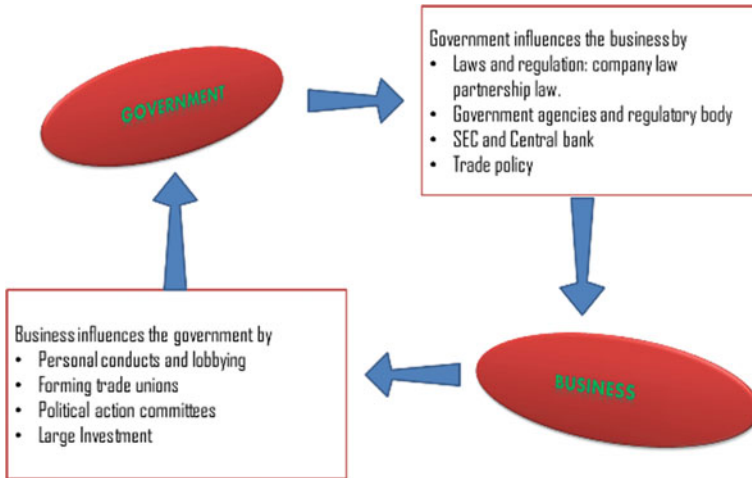 GOVERNMENT
Government influences the business by
• Laws and regulation: company law
partnership law.
• Government agencies and regulatory body
• SEC and Central bank
• Trade policy
Business influences the government by
• Personal conducts and lobbying
• Forming trade unions
• Political action committees
• Large Investment
BUSINESS